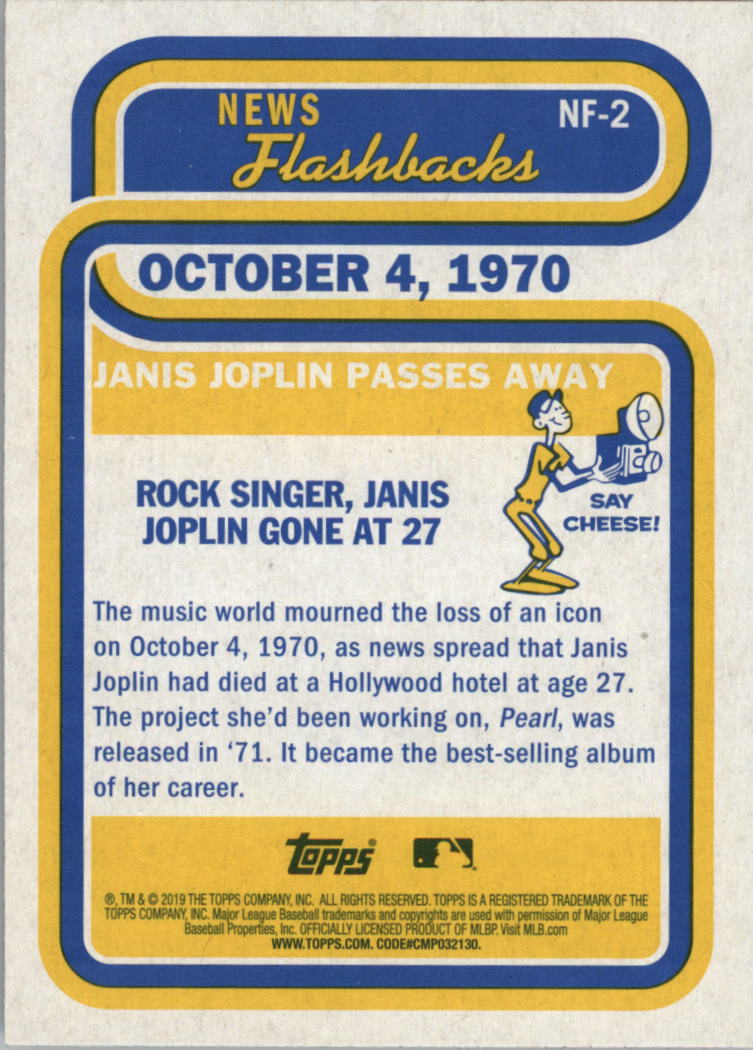 NEWS
NF-2
Flashbacks
OCTOBER 4, 1970
JANIS JOPLIN PASSES AWAY
ROCK SINGER, JANIS
JOPLIN GONE AT 27
SAY
CHEESE!
The music world mourned the loss of an icon
on October 4, 1970, as news spread that Janis
Joplin had died at a Hollywood hotel at age 27.
The project she'd been working on, Pearl, was
released in ‘71. It became the best-selling album
of her career.
topps®
®, TM & © 2019 THE TOPPS COMPANY, INC. ALL RIGHTS RESERVED. TOPPS IS A REGISTERED TRADEMARK OF THE
TOPPS COMPANY, INC. Major League Baseball trademarks and copyrights are used with permission of Major League
Baseball Properties, Inc. OFFICIALLY LICENSED PRODUCT OF MLBP. Visit MLB.com
WWW.TOPPS.COM. CODE#CMP032130.